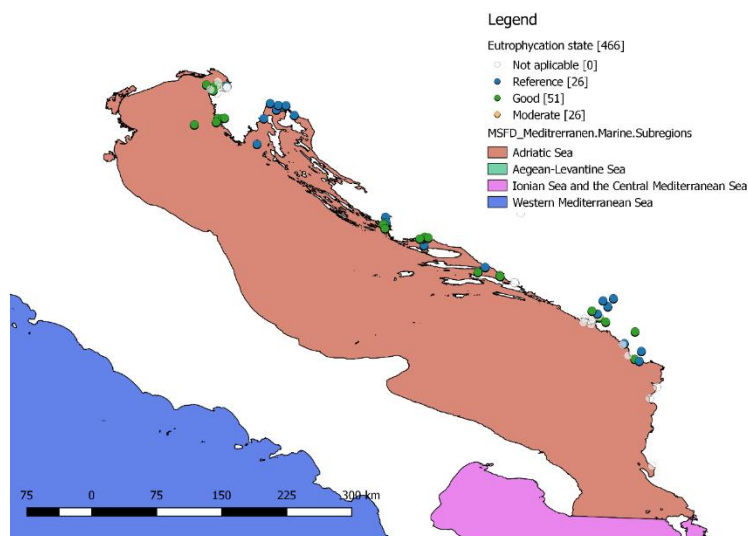 Legend
Eutrophycation state [466]
Not aplicable [0]
Reference [26]
Good [51]
Moderate [26]
MSFD_Meditrerranen.Marine.Subregions
Adriatic Sea
Aegean-Levantine Sea
Ionian Sea and the Central Mediterranean Sea
Western Mediterranean Sea
75 0 75 150 225 300 km